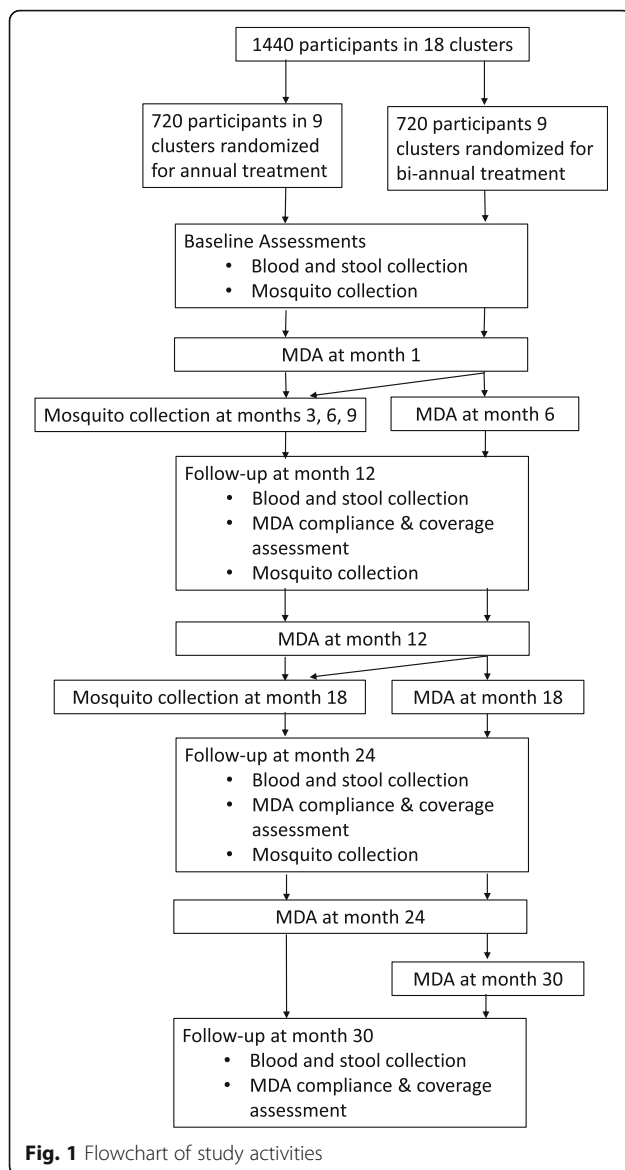 1440 participants in 18 clusters
720 participants in 9
clusters randomized
for annual treatment
720 participants 9
clusters randomized for
bi-annual treatment
Baseline Assessments
• Blood and stool collection
• Mosquito collection
MDA at month 1
Mosquito collection at months 3, 6, 9
MDA at month 6
Follow-up at month 12
• Blood and stool collection
• MDA compliance & coverage
assessment
• Mosquito collection
MDA at month 12
Mosquito collection at month 18
MDA at month 18
Follow-up at month 24
• Blood and stool collection
• MDA compliance & coverage
assessment
• Mosquito collection
MDA at month 24
MDA at month 30
Follow-up at month 30
• Blood and stool collection
• MDA compliance & coverage
assessment
Fig. 1 Flowchart of study activities